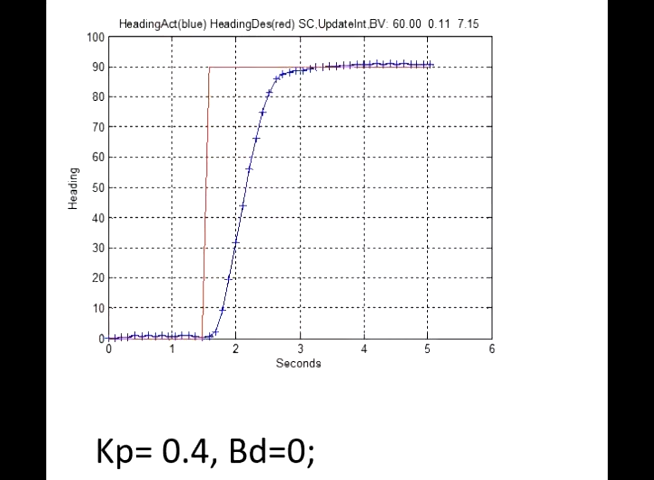 HeadingAct(blue) HeadingDes(red) SC,UpdateInt,BV: 60.00 0.11 7.15
100
90
80
70
60
50
40
30
20
10
0
Heading
0 1 2 3 4 5 6
Seconds
Kp= 0.4, Bd=0;